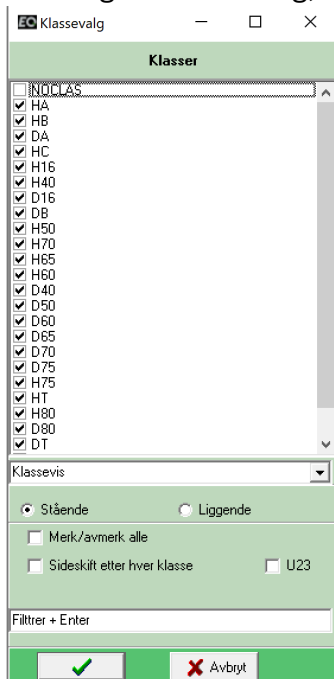 EQ Klassevalg
Klasser
NOCLAS
HA
HB
DA
HC
H16
H40
D16
DB
H50
H70
H65
H60
D40
D50
D60
D65
D70
D75
H75
HT
H80
D80
DT
Klassevis
Stående Liggende
Merk/avmerk alle
Sideskift etter hver klasse U23
Filttrer + Enter
Avbryt